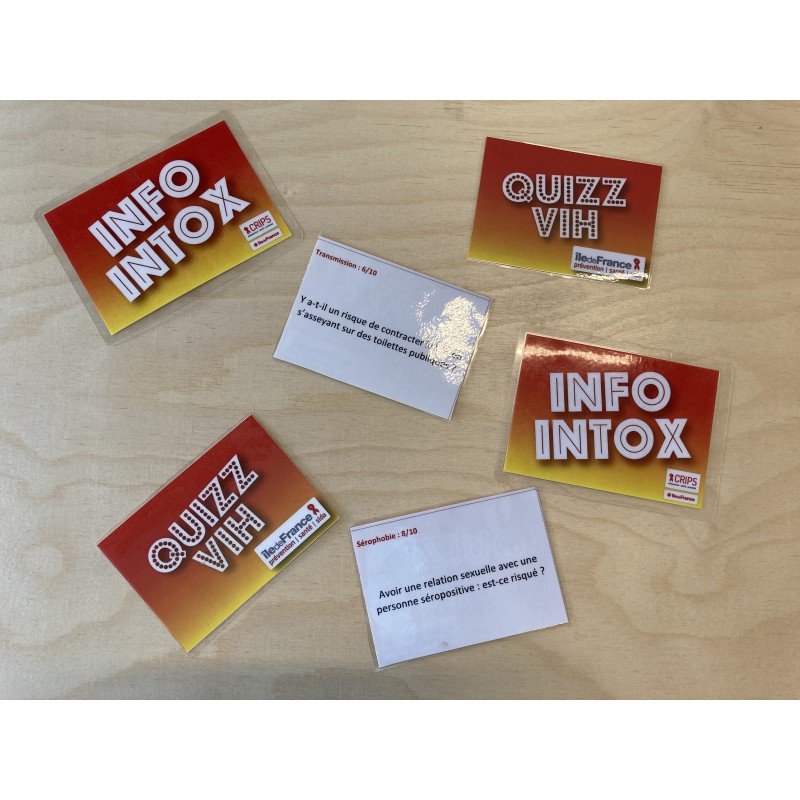 INFO
INTOX
CRIPS
îledeFrance
QUIZZ
VIH
îledeFrance
prévention | santé | sida
Transmission : 6/10
Y a-t-il un risque de contracter
s'asseyant sur des toilettes publiques ?
INFO
INTOX
CRIPS
îledeFrance
QUIZZ
VIH
îledeFrance
prévention | santé | sida
Sérophobie : 8/10
Avoir une relation sexuelle avec une
personne séropositive : est-ce risqué ?